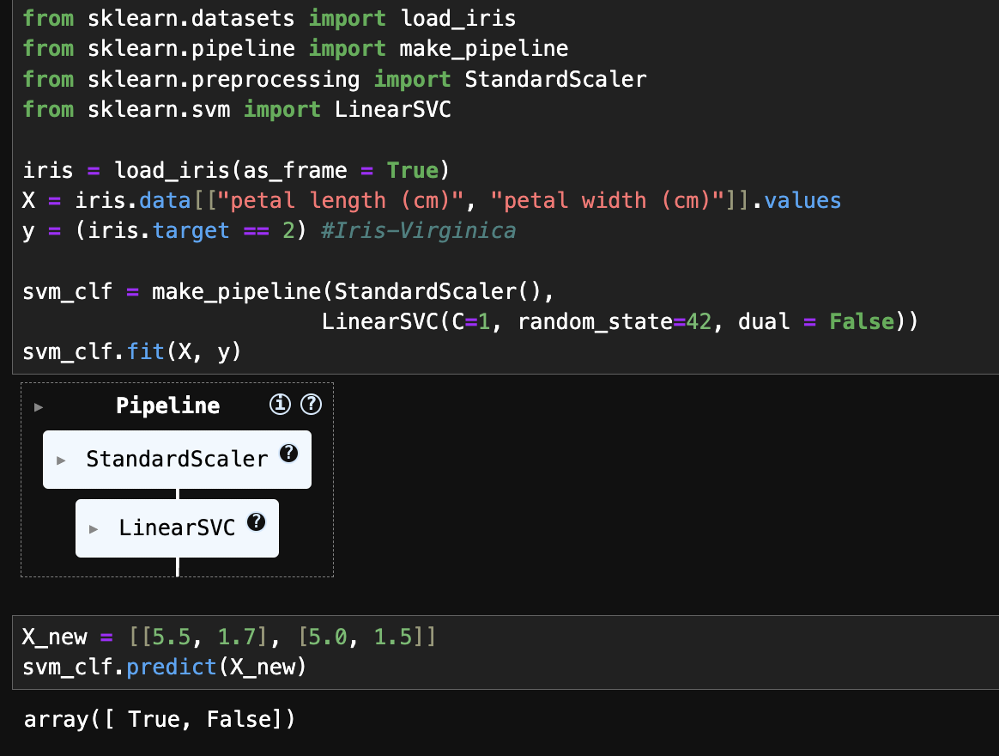 from sklearn.datasets import load_iris
from sklearn.pipeline import make_pipeline
from sklearn.preprocessing import StandardScaler
from sklearn.svm import LinearSVC
iris = load_iris(as_frame = True)
X = iris.data[["petal length (cm)", "petal width (cm)"]].values
y = (iris.target == 2) #Iris-Virginica
svm_clf = make_pipeline(StandardScaler(),
                       LinearSVC(C=1, random_state=42, dual = False))
svm_clf.fit(X, y)
▸ Pipeline i ?
▸ StandardScaler ?
▸ LinearSVC ?
X_new = [[5.5, 1.7], [5.0, 1.5]]
svm_clf.predict(X_new)
array([ True, False])